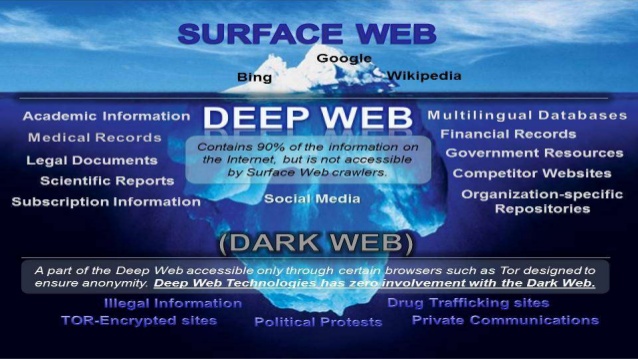 SURFACE WEB
Google
Bing
Wikipedia
DEEP WEB
Contains 90% of the information on
the Internet, but is not accessible
by Surface Web crawlers.
Academic Information
Medical Records
Legal Documents
Scientific Reports
Subscription Information
Social Media
Multilingual Databases
Financial Records
Government Resources
Competitor Websites
Organization-specific
Repositories
(DARK WEB)
A part of the Deep Web accessible only through certain browsers such as Tor designed to
ensure anonymity. Deep Web Technologies has zero involvement with the Dark Web.
Illegal Information
Drug Trafficking sites
TOR-Encrypted sites
Political Protests
Private Communications